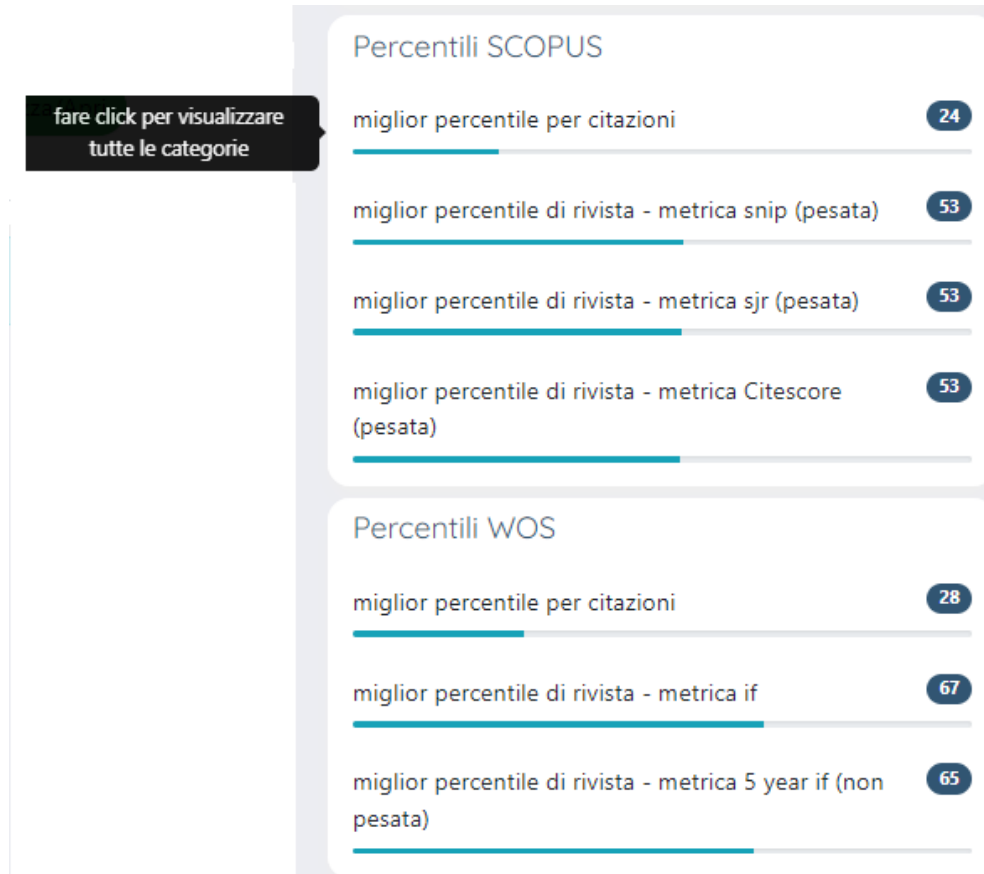 Percentili SCOPUS
fare click per visualizzare
tutte le categorie
miglior percentile per citazioni
24
miglior percentile di rivista - metrica snip (pesata)
53
miglior percentile di rivista - metrica sjr (pesata)
53
miglior percentile di rivista - metrica Citescore
(pesata)
53
Percentili WOS
miglior percentile per citazioni
28
miglior percentile di rivista - metrica if
67
miglior percentile di rivista - metrica 5 year if (non
pesata)
65